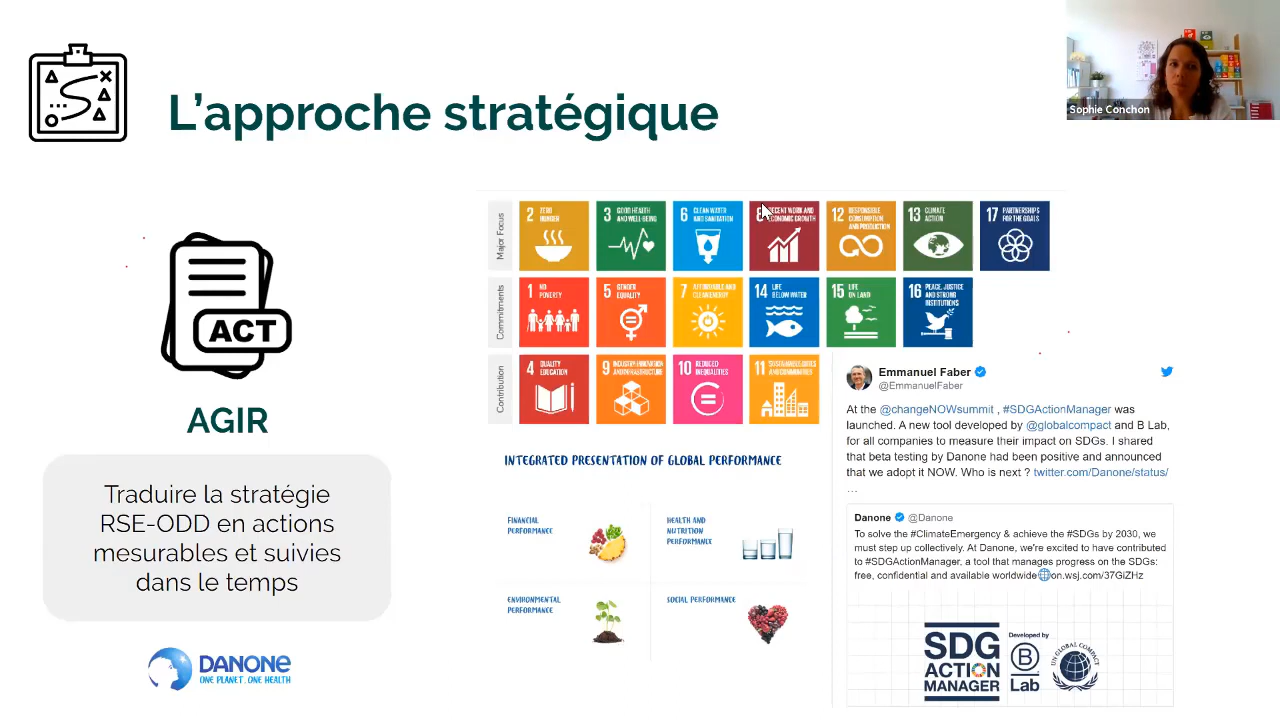 Sophie Conchon
L'approche stratégique
ACT
AGIR
Traduire la stratégie
RSE-ODD en actions
mesurables et suivies
dans le temps
DANONE
ONE PLANET. ONE HEALTH
Major Focus
2 ZERO
HUNGER
3 GOOD HEALTH
AND WELL-BEING
6 CLEAN WATER
AND SANITATION
8 DECENT WORK AND
ECONOMIC GROWTH
12 RESPONSIBLE
CONSUMPTION
AND PRODUCTION
13 CLIMATE
ACTION
17 PARTNERSHIPS
FOR THE GOALS
Commitments
1 NO
POVERTY
5 GENDER
EQUALITY
7 AFFORDABLE AND
CLEAN ENERGY
14 LIFE
BELOW WATER
15 LIFE
ON LAND
16 PEACE, JUSTICE
AND STRONG
INSTITUTIONS
Contribution
4 QUALITY
EDUCATION
9 INDUSTRY, INNOVATION
AND INFRASTRUCTURE
10 REDUCED
INEQUALITIES
11 SUSTAINABLE CITIES
AND COMMUNITIES
INTEGRATED PRESENTATION OF GLOBAL PERFORMANCE
FINANCIAL
PERFORMANCE
HEALTH AND
NUTRITION
PERFORMANCE
ENVIRONMENTAL
PERFORMANCE
SOCIAL PERFORMANCE
Emmanuel Faber
@EmmanuelFaber
At the @changeNOWsummit , #SDGActionManager was
launched. A new tool developed by @globalcompact and B Lab,
for all companies to measure their impact on SDGs. I shared
that beta testing by Danone had been positive and announced
that we adopt it NOW. Who is next ? twitter.com/Danone/status/
…
Danone @Danone
To solve the #ClimateEmergency & achieve the #SDGs by 2030, we
must step up collectively. At Danone, we're excited to have contributed
to #SDGActionManager, a tool that manages progress on the SDGs:
free, confidential and available worldwide on.wsj.com/37GiZHz
SDG
ACTION
MANAGER
Developed by
B
Lab
UN GLOBAL COMPACT